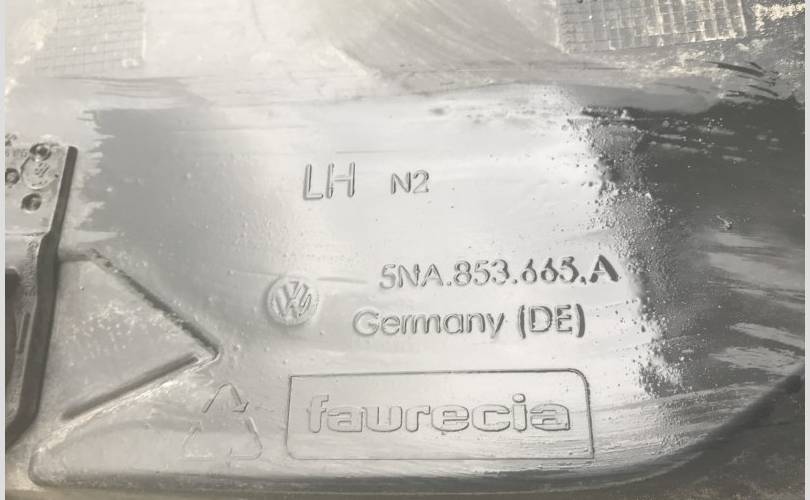 LH N2
5NA.853.665.A
Germany (DE)
faurecia